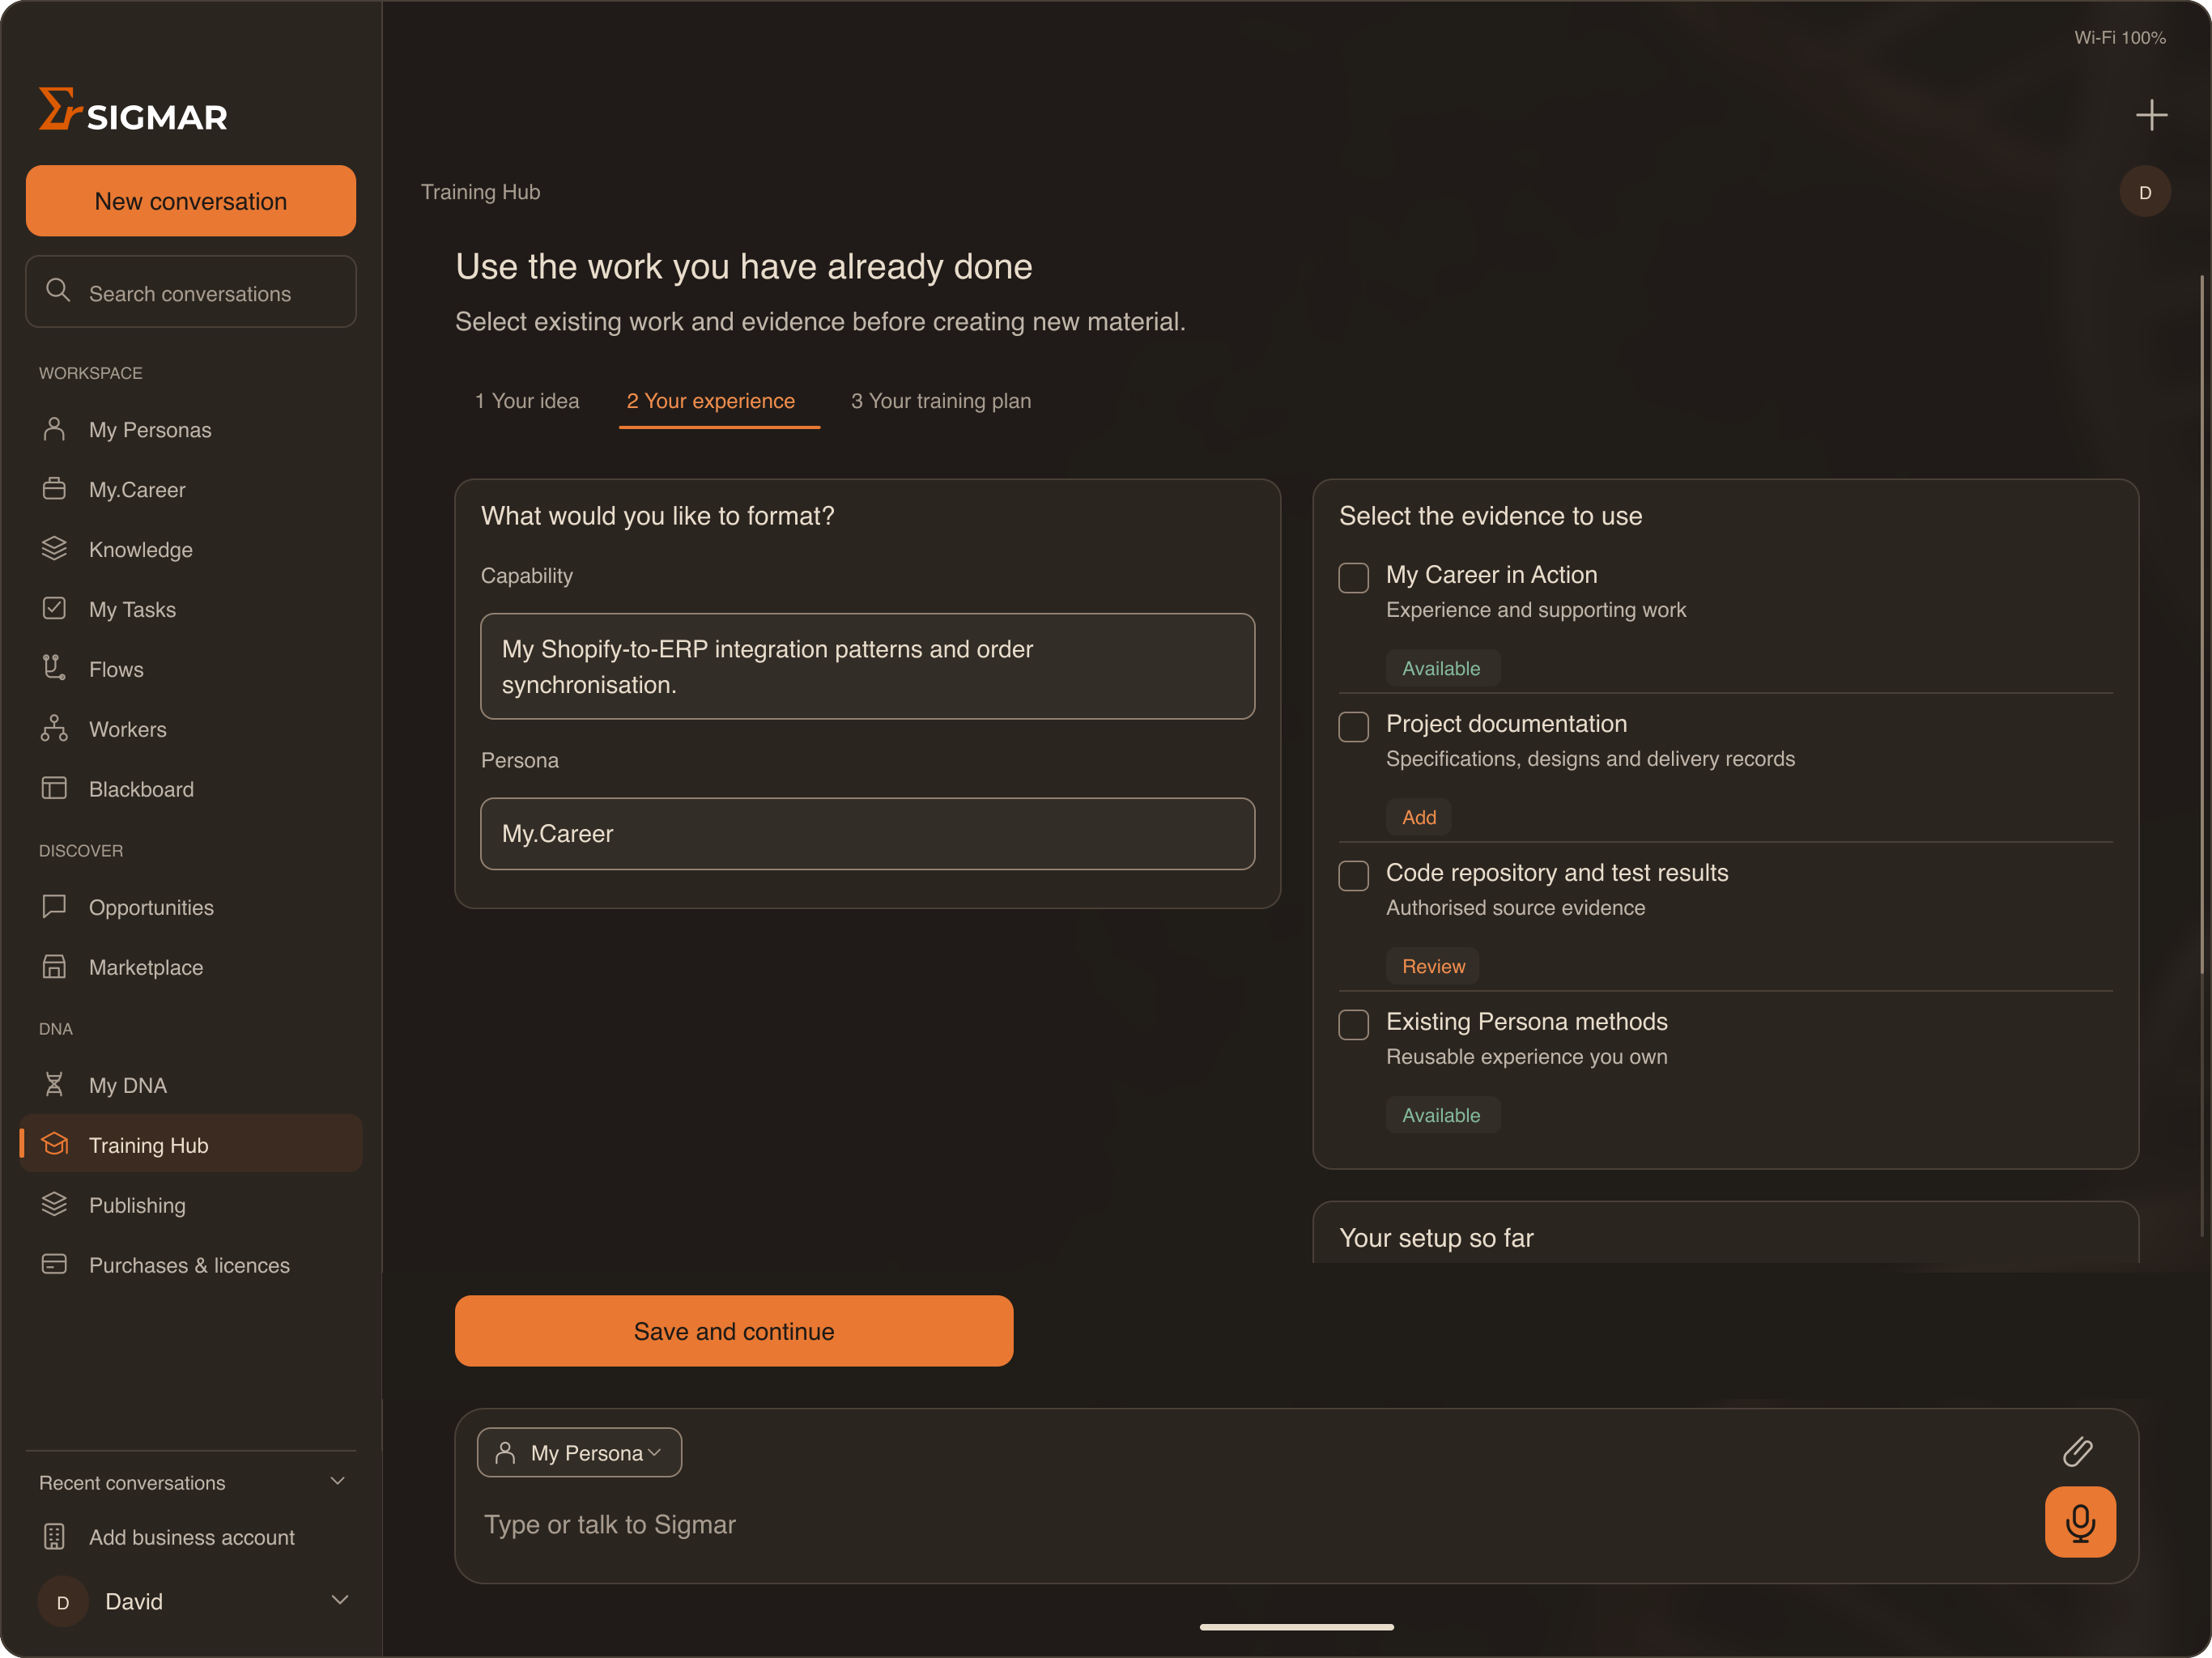 Wi-Fi 100%
Σr SIGMAR
New conversation
Search conversations
WORKSPACE
My Personas
My.Career
Knowledge
My Tasks
Flows
Workers
Blackboard
DISCOVER
Opportunities
Marketplace
DNA
My DNA
Training Hub
Publishing
Purchases & licences
Recent conversations
Add business account
D
David
Training Hub
D
Use the work you have already done
Select existing work and evidence before creating new material.
1 Your idea
2 Your experience
3 Your training plan
What would you like to format?
Capability
My Shopify-to-ERP integration patterns and order
synchronisation.
Persona
My.Career
Select the evidence to use
My Career in Action
Experience and supporting work
Available
Project documentation
Specifications, designs and delivery records
Add
Code repository and test results
Authorised source evidence
Review
Existing Persona methods
Reusable experience you own
Available
Your setup so far
Save and continue
My Persona
Type or talk to Sigmar